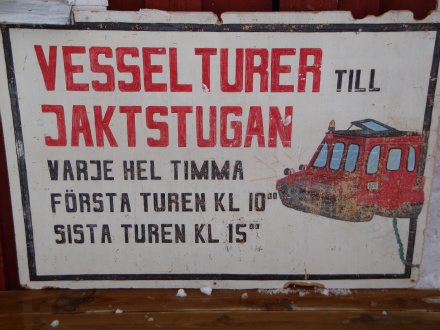 VESSELTURER TILL
JAKTSTUGAN
VARJE HEL TIMMA
FÖRSTA TUREN KL 10⁰⁰
SISTA TUREN KL 15⁰⁰